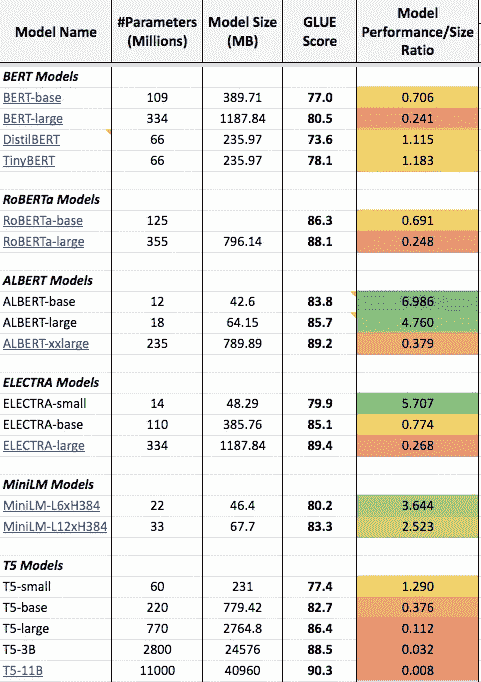 Model Name #Parameters (Millions) Model Size (MB) GLUE Score Model Performance/Size Ratio
BERT Models
BERT-base 109 389.71 77.0 0.706
BERT-large 334 1187.84 80.5 0.241
DistilBERT 66 235.97 73.6 1.115
TinyBERT 66 235.97 78.1 1.183
RoBERTa Models
RoBERTa-base 125 86.3 0.691
RoBERTa-large 355 796.14 88.1 0.248
ALBERT Models
ALBERT-base 12 42.6 83.8 6.986
ALBERT-large 18 64.15 85.7 4.760
ALBERT-xxlarge 235 789.89 89.2 0.379
ELECTRA Models
ELECTRA-small 14 48.29 79.9 5.707
ELECTRA-base 110 385.76 85.1 0.774
ELECTRA-large 334 1187.84 89.4 0.268
MiniLM Models
MiniLM-L6xH384 22 46.4 80.2 3.644
MiniLM-L12xH384 33 67.7 83.3 2.523
T5 Models
T5-small 60 231 77.4 1.290
T5-base 220 779.42 82.7 0.376
T5-large 770 2764.8 86.4 0.112
T5-3B 2800 24576 88.5 0.032
T5-11B 11000 40960 90.3 0.008